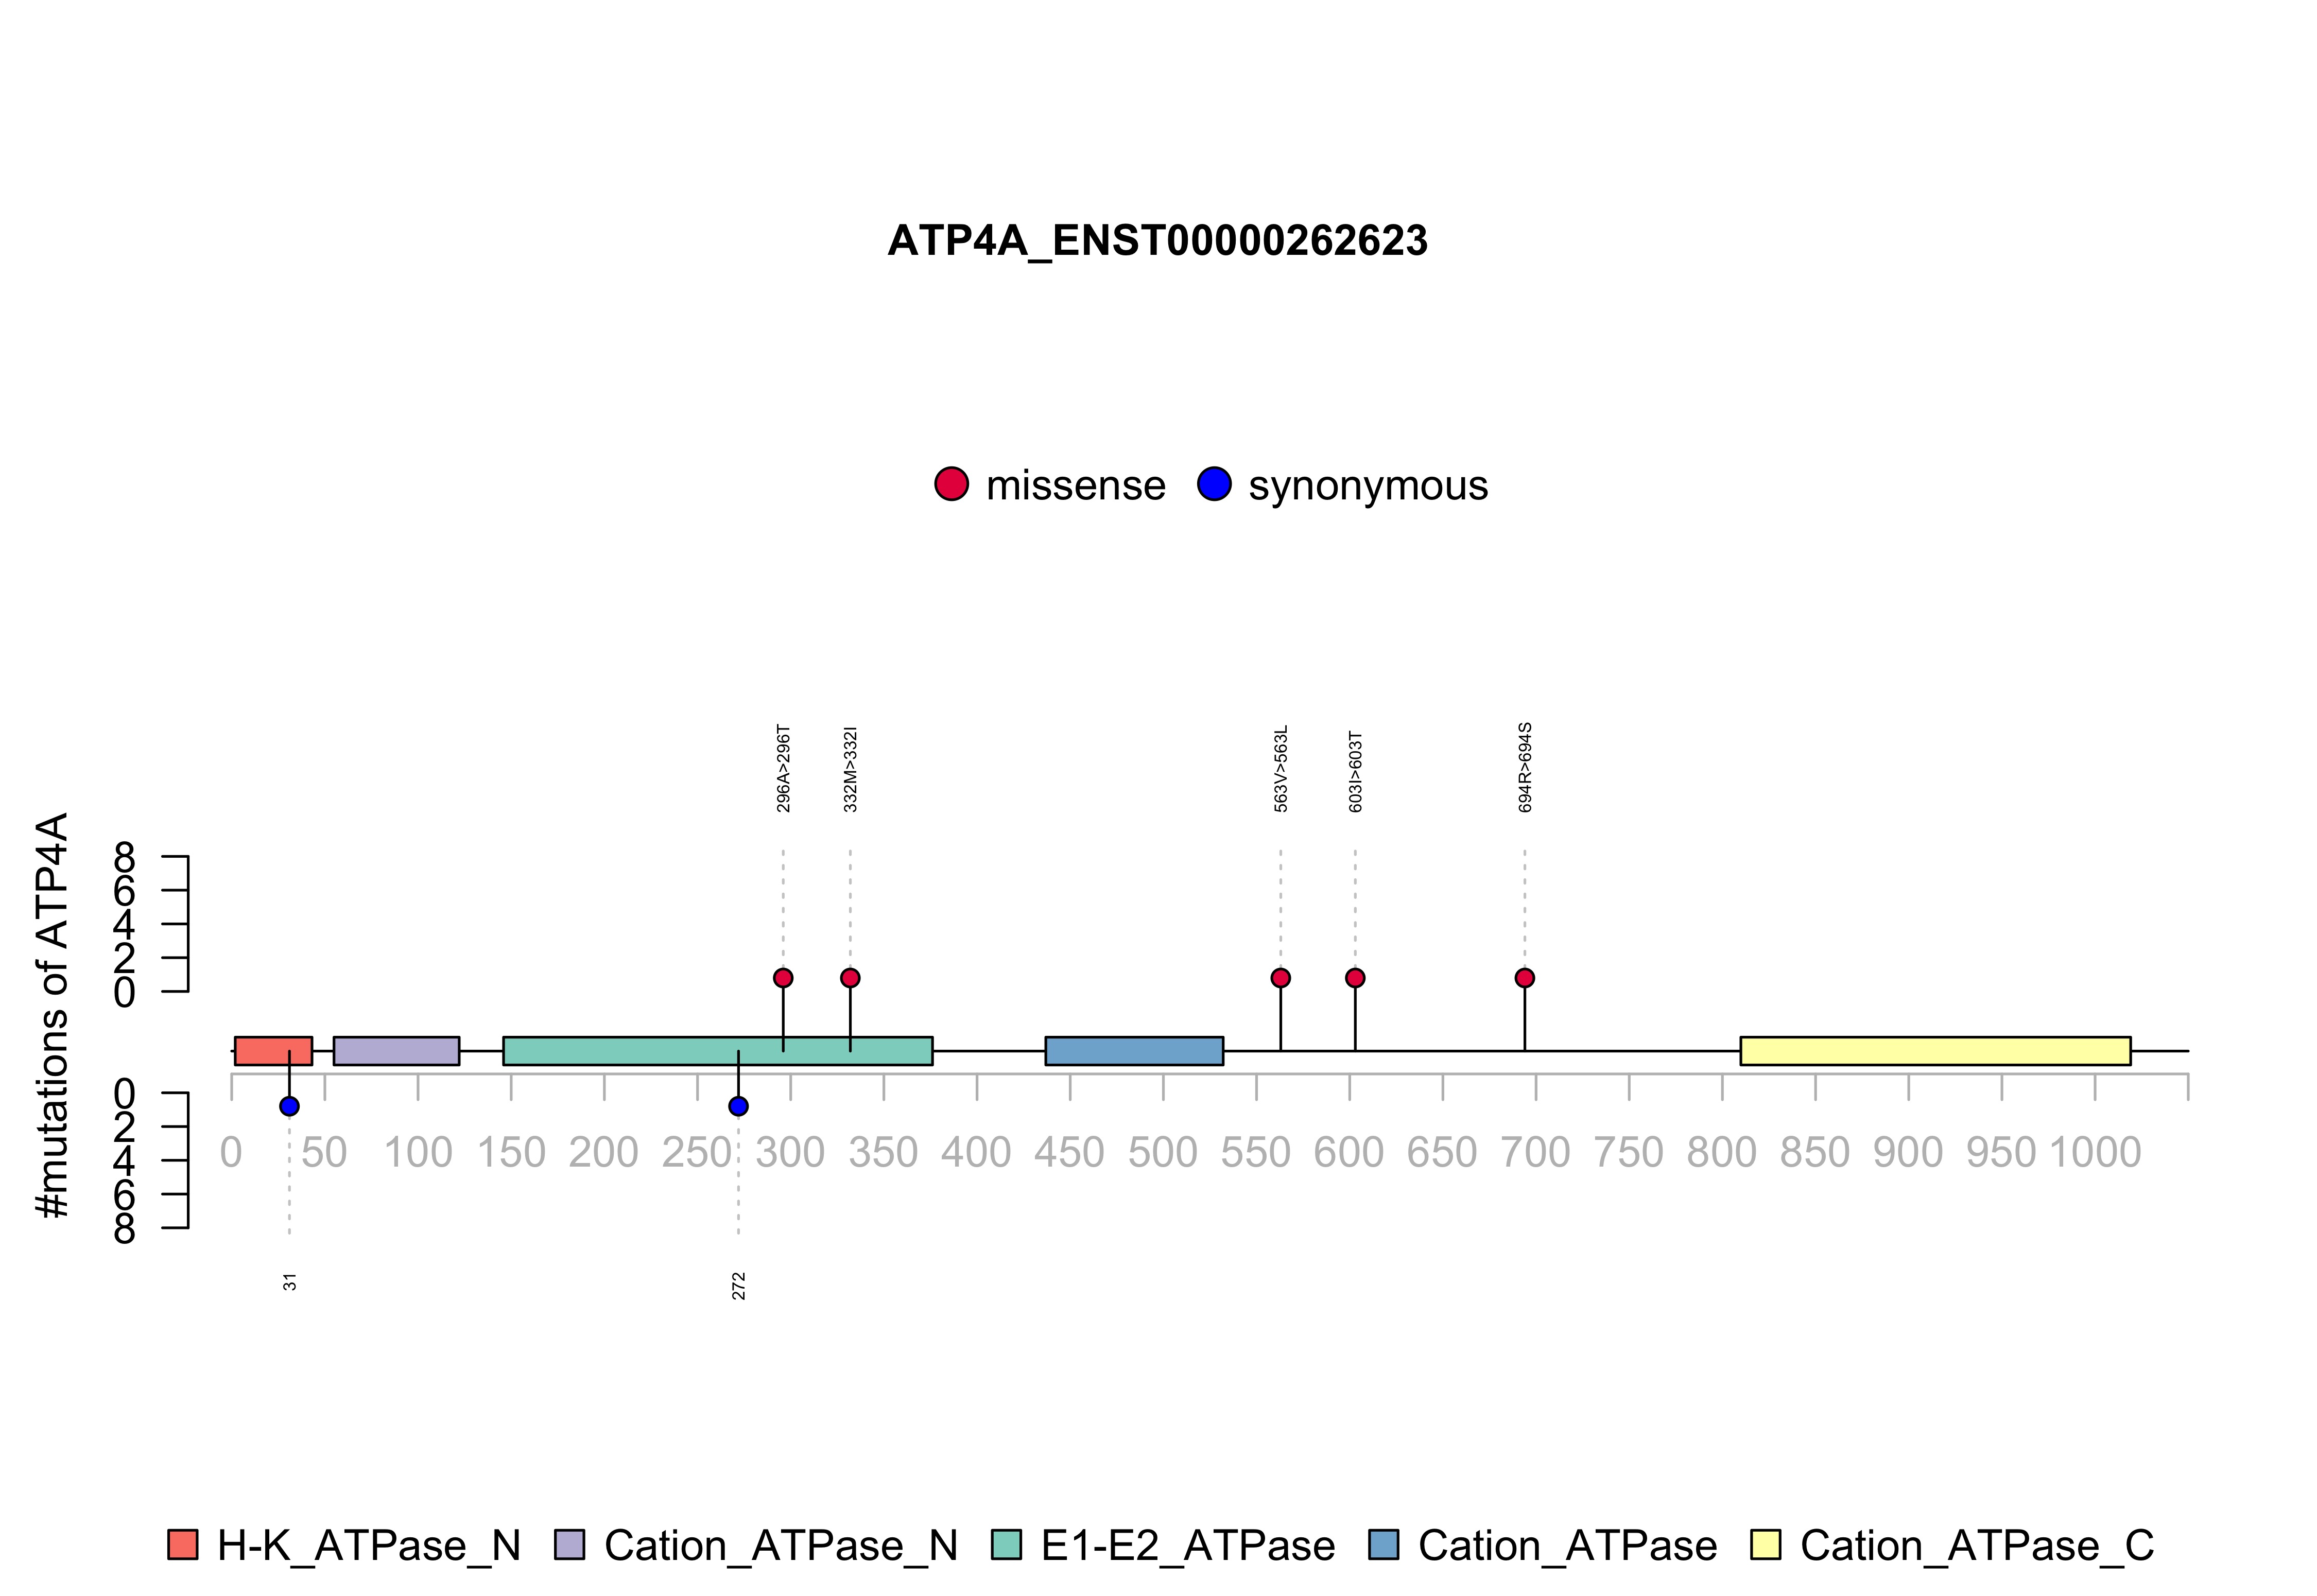 ATP4A_ENST00000262623
missense synonymous
296A>296T
332M>332I
563V>563L
603I>603T
694R>694S
#mutations of ATP4A
8
6
4
2
0
0
2
4
6
8
0 50 100 150 200 250 300 350 400 450 500 550 600 650 700 750 800 850 900 950 1000
31
272
H-K_ATPase_N Cation_ATPase_N E1-E2_ATPase Cation_ATPase Cation_ATPase_C